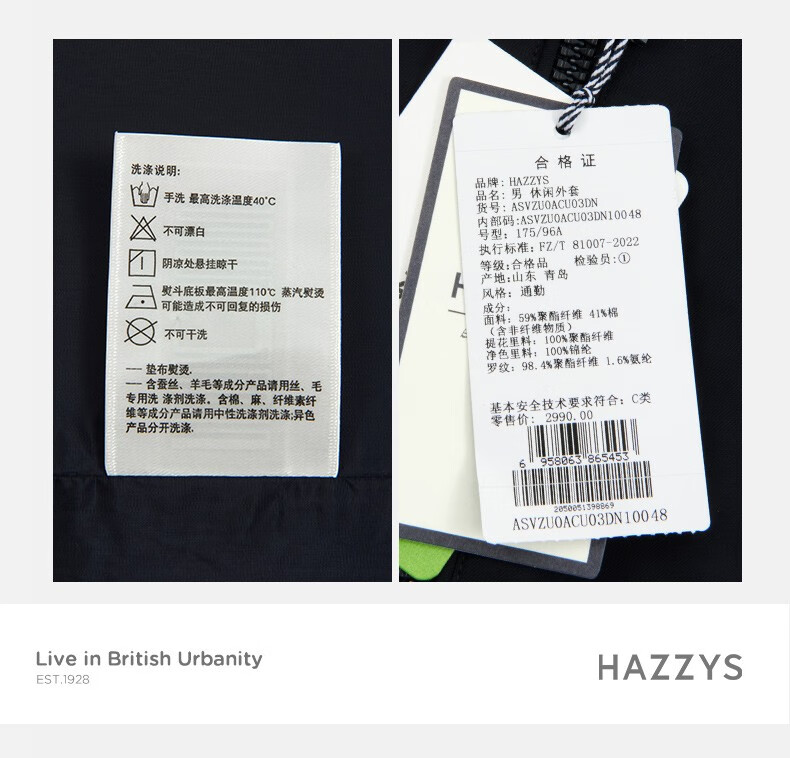 洗涤说明:
手洗 最高洗涤温度40℃
不可漂白
阴凉处悬挂晾干
熨斗底板最高温度110℃ 蒸汽熨烫
可能造成不可回复的损伤
不可干洗
— 垫布熨烫.
— 含蚕丝、羊毛等成分产品请用丝、毛
专用洗 涤剂洗涤. 含棉、麻、纤维素纤
维等成分产品请用中性洗涤剂洗涤;异色
产品分开洗涤.
合格证
品牌: HAZZYS
品名: 男 休闲外套
货号: ASVZU0ACU03DN
内部码:ASVZU0ACU03DN10048
号型: 175/96A
执行标准: FZ/T 81007-2022
等级:合格品 检验员:①
产地:山东 青岛
风格: 通勤
成分:
面料: 59%聚酯纤维 41%棉
(含非纤维物质)
提花里料: 100%聚酯纤维
净色里料: 100%锦纶
罗纹: 98.4%聚酯纤维 1.6%氨纶
基本安全技术要求符合: C类
零售价: 2990.00
6 958063 865453
2050051398869
ASVZU0ACU03DN10048
Live in British Urbanity
EST.1928
HAZZYS